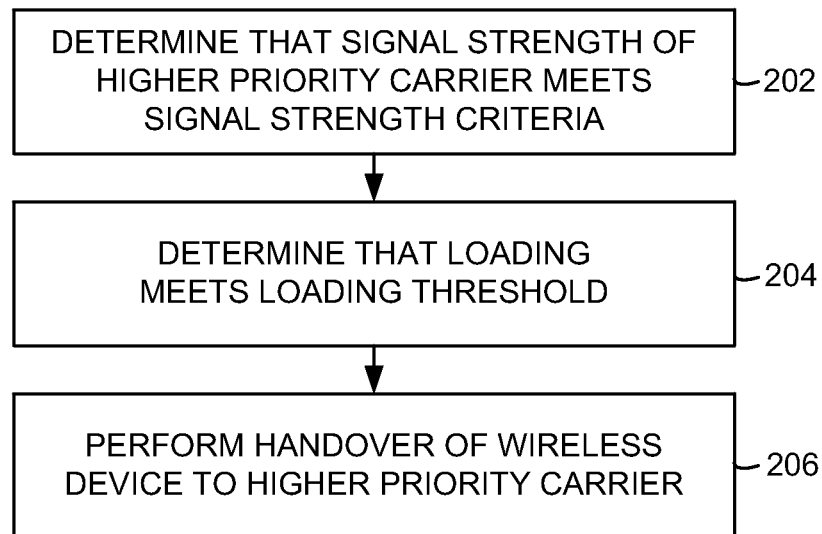 DETERMINE THAT SIGNAL STRENGTH OF
HIGHER PRIORITY CARRIER MEETS
SIGNAL STRENGTH CRITERIA
202
DETERMINE THAT LOADING
MEETS LOADING THRESHOLD
204
PERFORM HANDOVER OF WIRELESS
DEVICE TO HIGHER PRIORITY CARRIER
206